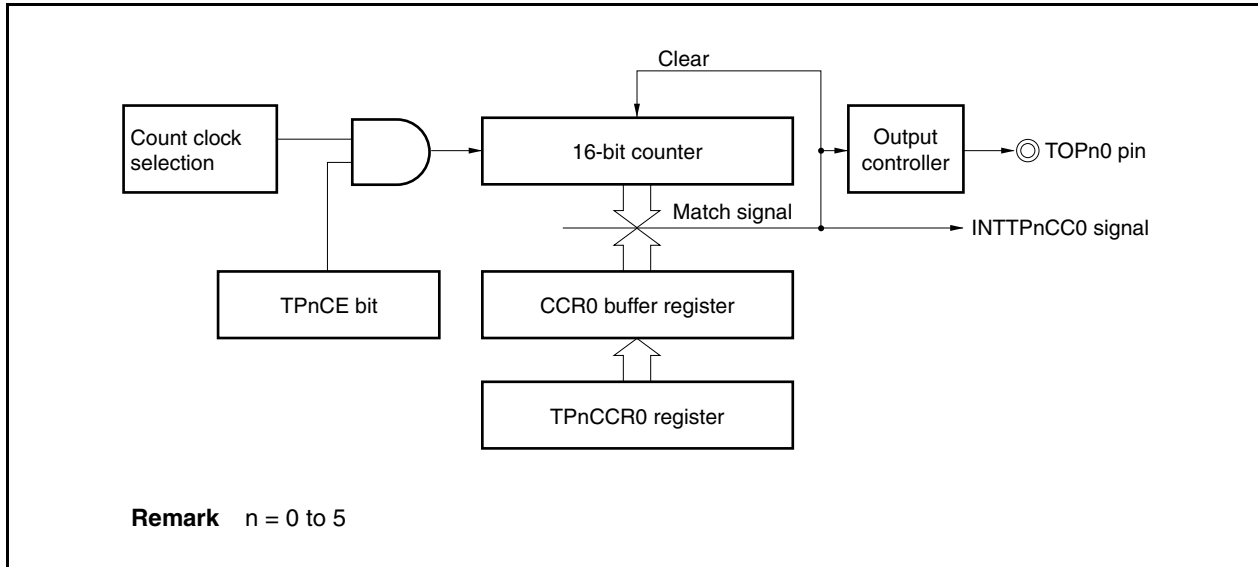 Clear
Count clock
selection
16-bit counter
Output
controller
TOPn0 pin
Match signal
INTTPnCC0 signal
TPnCE bit
CCR0 buffer register
TPnCCR0 register
Remark n = 0 to 5